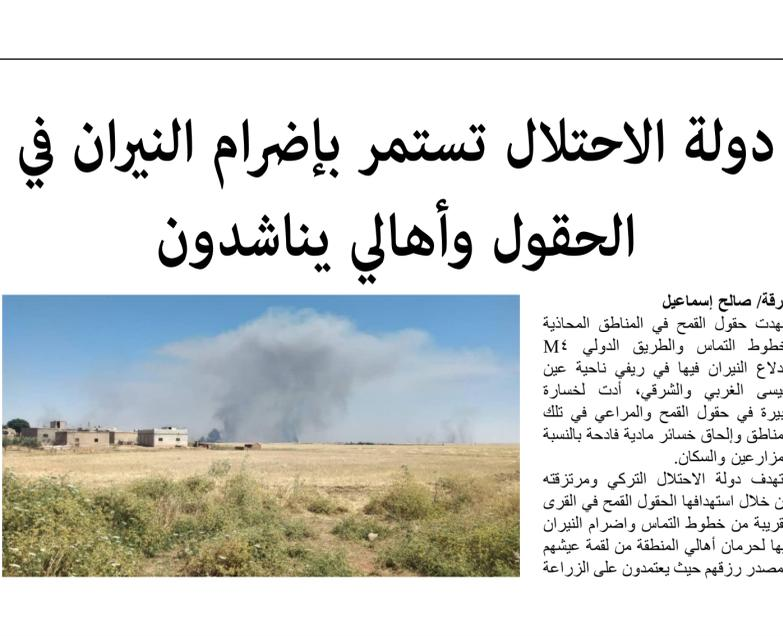 دولة الاحتلال تستمر بإضرام النيران في
الحقول وأهالي يناشدون
رقة/ صالح إسماعيل
هدت حقول القمح في المناطق المحاذية
خطوط التماس والطريق الدولي M٤
دلاع النيران فيها في ريفي ناحية عين
يسى الغربي والشرقي، أدت لخسارة
بيرة في حقول القمح والمراعي في تلك
مناطق وإلحاق خسائر مادية فادحة بالنسبة
مزارعين والسكان.
تهدف دولة الاحتلال التركي ومرتزقته
ن خلال استهدافها الحقول القمح في القرى
قريبة من خطوط التماس واضرام النيران
يها لحرمان أهالي المنطقة من لقمة عيشهم
مصدر رزقهم حيث يعتمدون على الزراعة